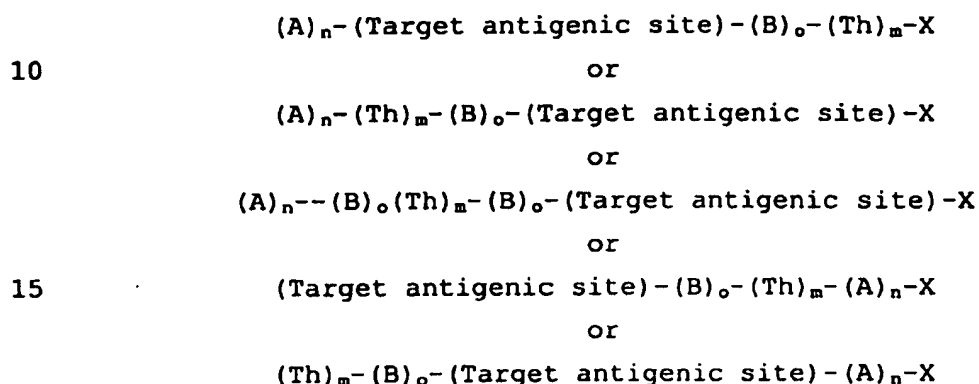 (A)ₙ-(Target antigenic site)-(B)ₒ-(Th)ₘ-X
10 or
(A)ₙ-(Th)ₘ-(B)ₒ-(Target antigenic site)-X
or
(A)ₙ--(B)ₒ(Th)ₘ-(B)ₒ-(Target antigenic site)-X
or
15 (Target antigenic site)-(B)ₒ-(Th)ₘ-(A)ₙ-X
or
(Th)ₘ-(B)ₒ-(Target antigenic site)-(A)ₙ-X